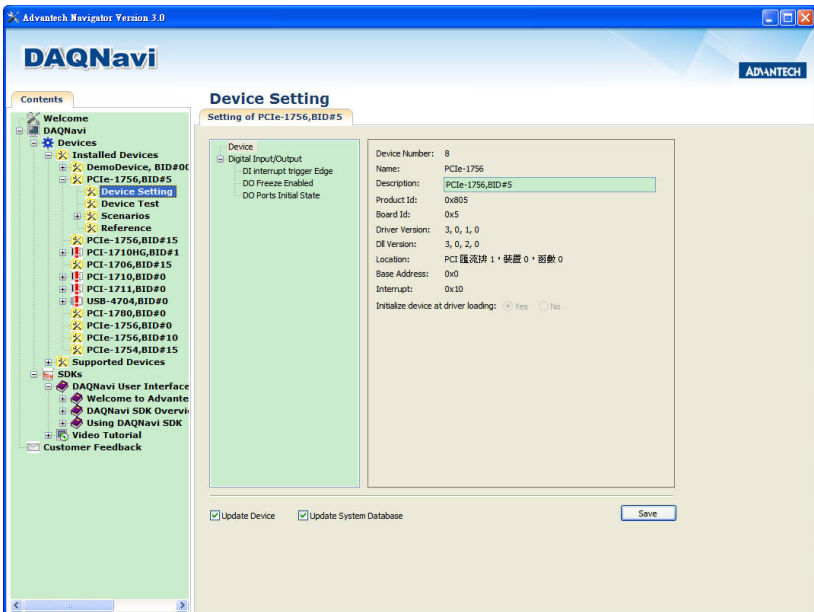 Advantech Navigator Version 3.0
DAQNavi
ADVANTECH
Contents
Welcome
DAQNavi
Devices
Installed Devices
DemoDevice, BID#0(
PCIe-1756,BID#5
Device Setting
Device Test
Scenarios
Reference
PCIe-1756,BID#15
PCI-1710HG,BID#1
PCI-1706,BID#15
PCI-1710,BID#0
PCI-1711,BID#0
USB-4704,BID#0
PCI-1780,BID#0
PCIe-1756,BID#0
PCIe-1756,BID#10
PCIe-1754,BID#15
Supported Devices
SDKs
DAQNavi User Interface
Welcome to Advante
DAQNavi SDK Overvi
Using DAQNavi SDK
Video Tutorial
Customer Feedback
Device Setting
Setting of PCIe-1756,BID#5
Device
Digital Input/Output
DI interrupt trigger Edge
DO Freeze Enabled
DO Ports Initial State
Device Number: 8
Name: PCIe-1756
Description: PCIe-1756,BID#5
Product Id: 0x805
Board Id: 0x5
Driver Version: 3, 0, 1, 0
Dll Version: 3, 0, 2, 0
Location: PCI 匯流排 1，裝置 0，函數 0
Base Address: 0x0
Interrupt: 0x10
Initialize device at driver loading: Yes No
Update Device Update System Database Save